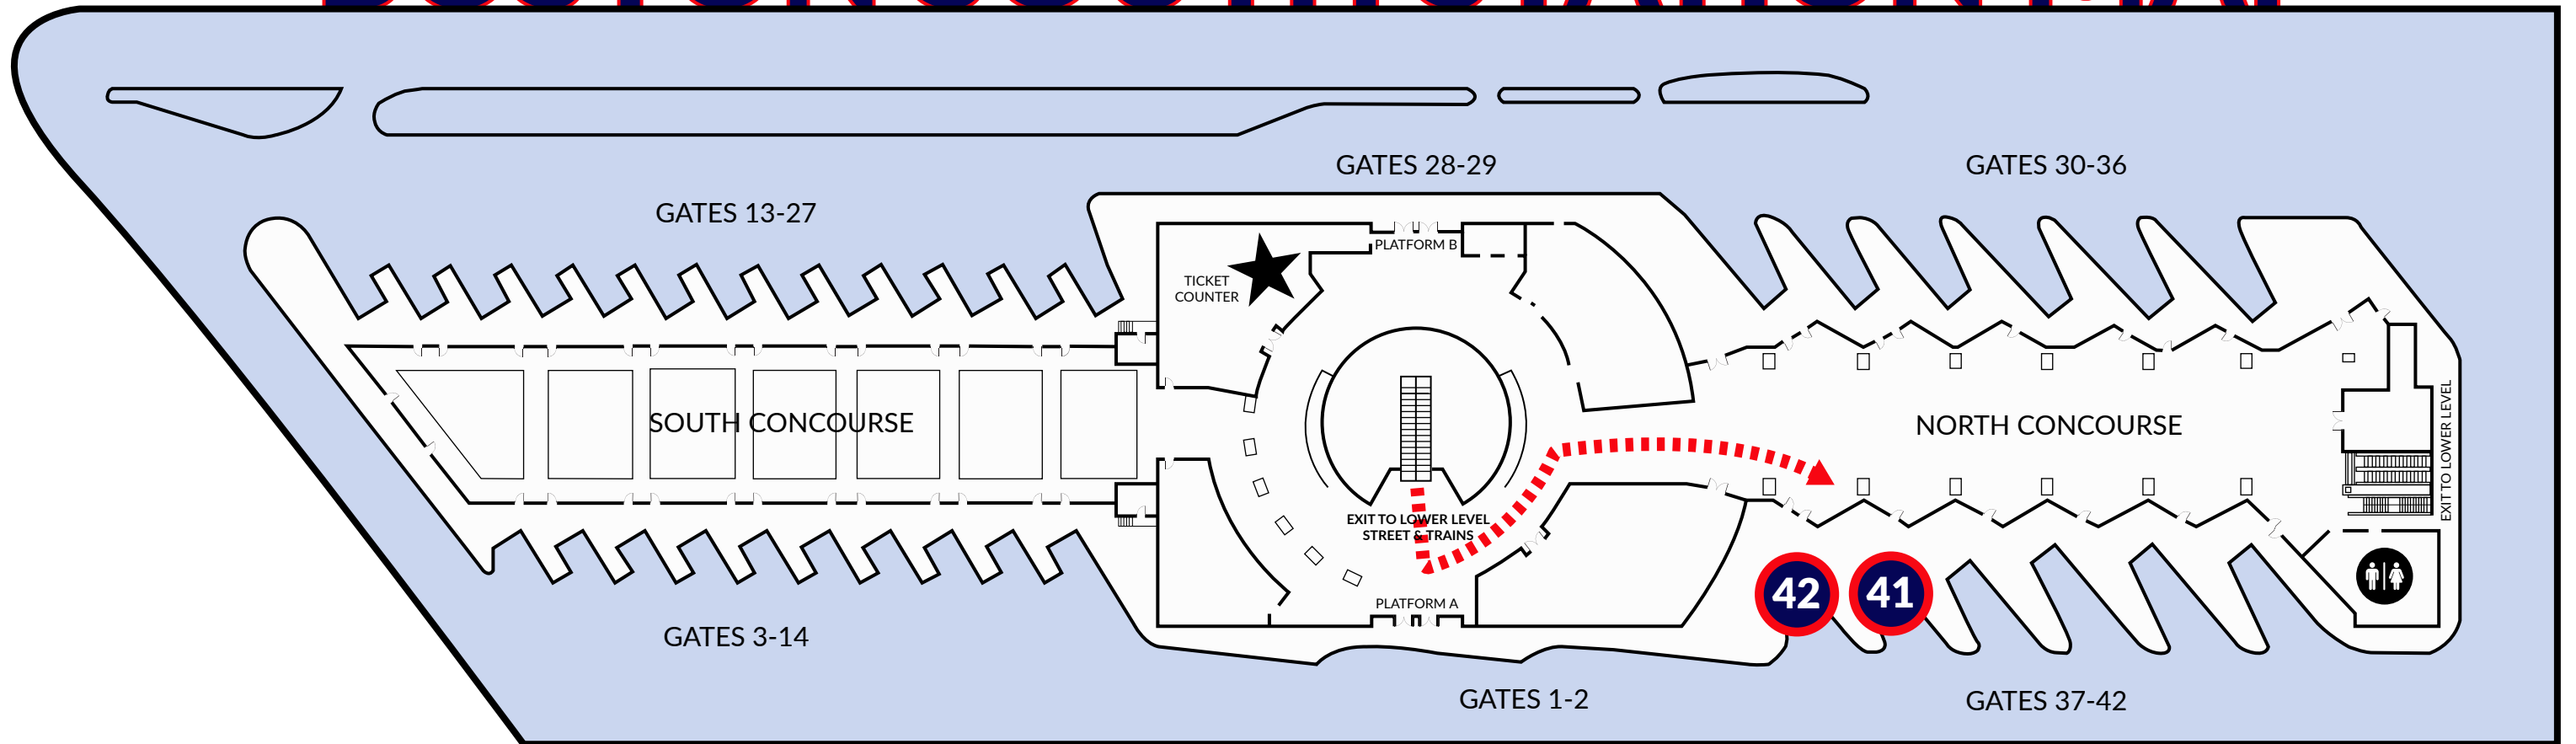 GATES 28-29
GATES 30-36
GATES 13-27
PLATFORM B
TICKET
COUNTER
SOUTH CONCOURSE
NORTH CONCOURSE
EXIT TO LOWER LEVEL
EXIT TO LOWER LEVEL
STREET & TRAINS
42
41
PLATFORM A
GATES 3-14
GATES 1-2
GATES 37-42